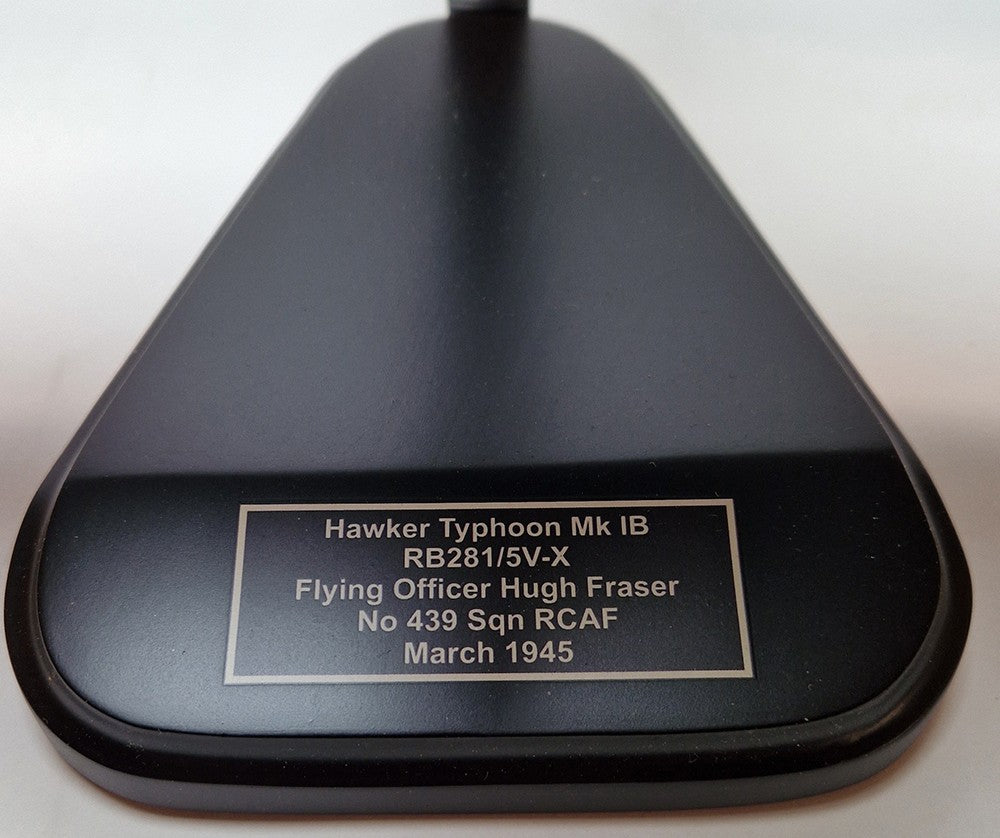 Hawker Typhoon Mk IB
RB281/5V-X
Flying Officer Hugh Fraser
No 439 Sqn RCAF
March 1945